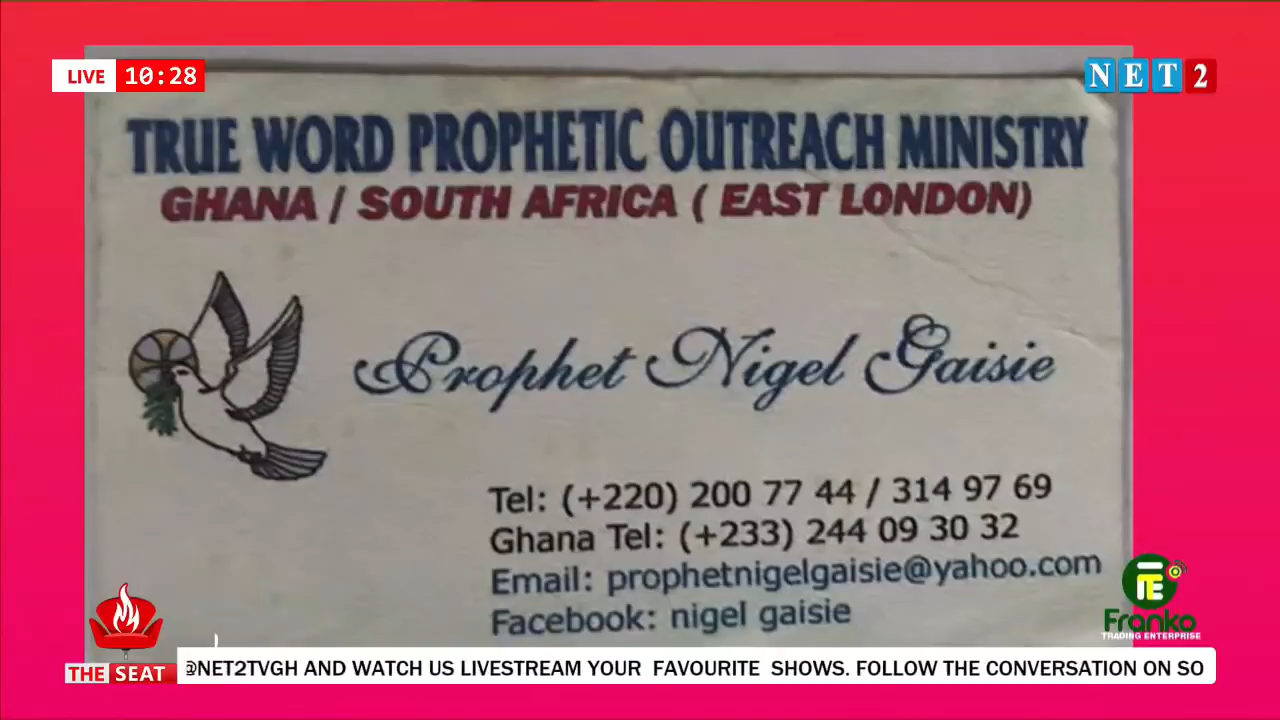 LIVE 10:28
NET2
TRUE WORD PROPHETIC OUTREACH MINISTRY
GHANA / SOUTH AFRICA ( EAST LONDON)
Prophet Nigel Gaisie
Tel: (+220) 200 77 44 / 314 97 69
Ghana Tel: (+233) 244 09 30 32
Email: prophetnigelgaisie@yahoo.com
Facebook: nigel gaisie
Franko
TRADING ENTERPRISE
THE SEAT
@NET2TVGH AND WATCH US LIVESTREAM YOUR FAVOURITE SHOWS. FOLLOW THE CONVERSATION ON SO